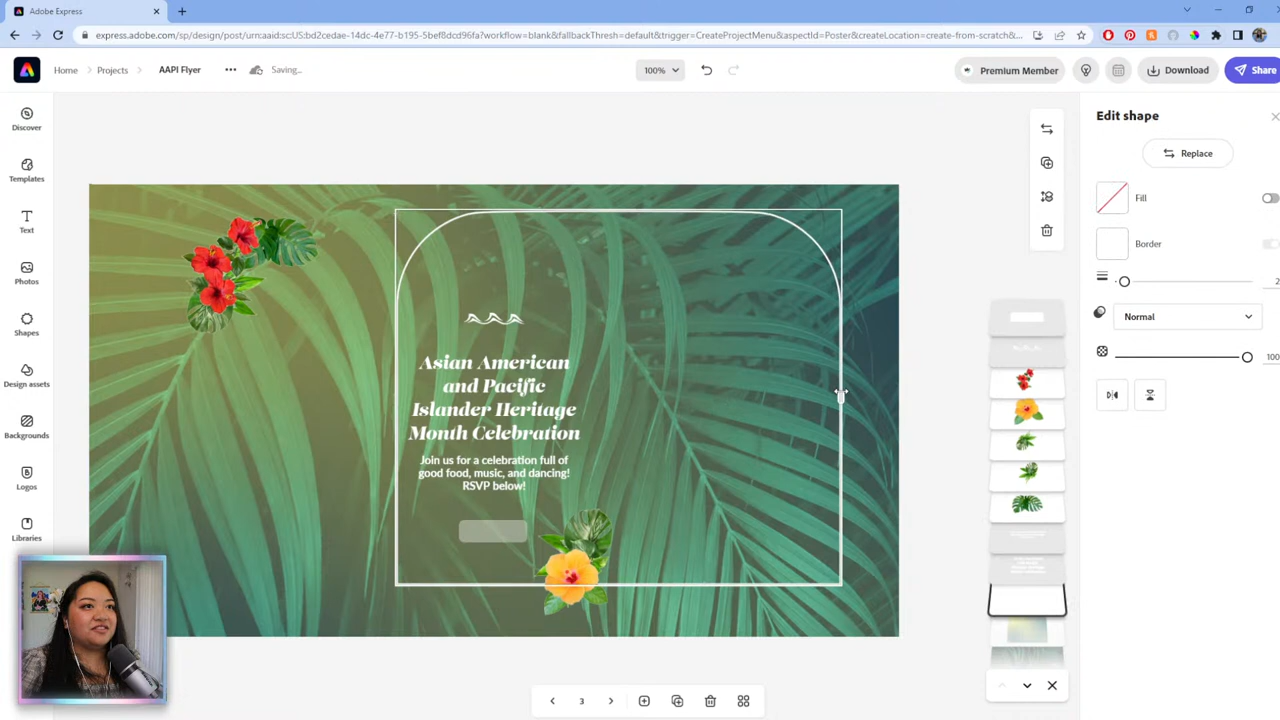 Adobe Express
express.adobe.com/sp/design/post/urn:aaid:sc:US:bd2cedae-14dc-4e77-b195-5bef8dcd96fa?workflow=blank&fallbackThresh=default&trigger=CreateProjectMenu&aspectId=Poster&createLocation=create-from-scratch&...
Home
Projects
AAPI Flyer
Saving...
100%
Premium Member
Download
Share
Discover
Templates
Text
Photos
Shapes
Design assets
Backgrounds
Logos
Libraries
Asian American
and Pacific
Islander Heritage
Month Celebration
Join us for a celebration full of
good food, music, and dancing!
RSVP below!
3
Edit shape
Replace
Fill
Border
2
Normal
100